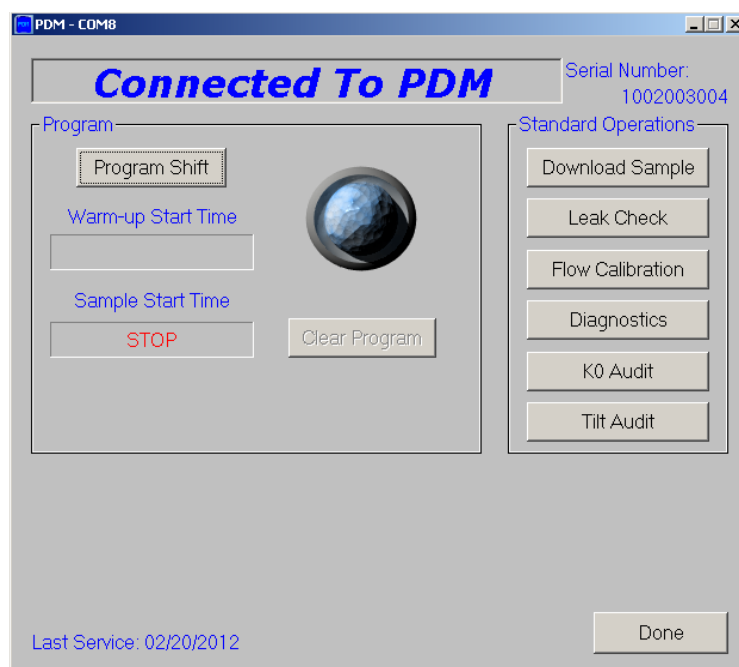 PDM - COM8
Connected To PDM
Serial Number:
1002003004
Program
Program Shift
Warm-up Start Time
Sample Start Time
STOP
Clear Program
Standard Operations
Download Sample
Leak Check
Flow Calibration
Diagnostics
K0 Audit
Tilt Audit
Last Service: 02/20/2012
Done